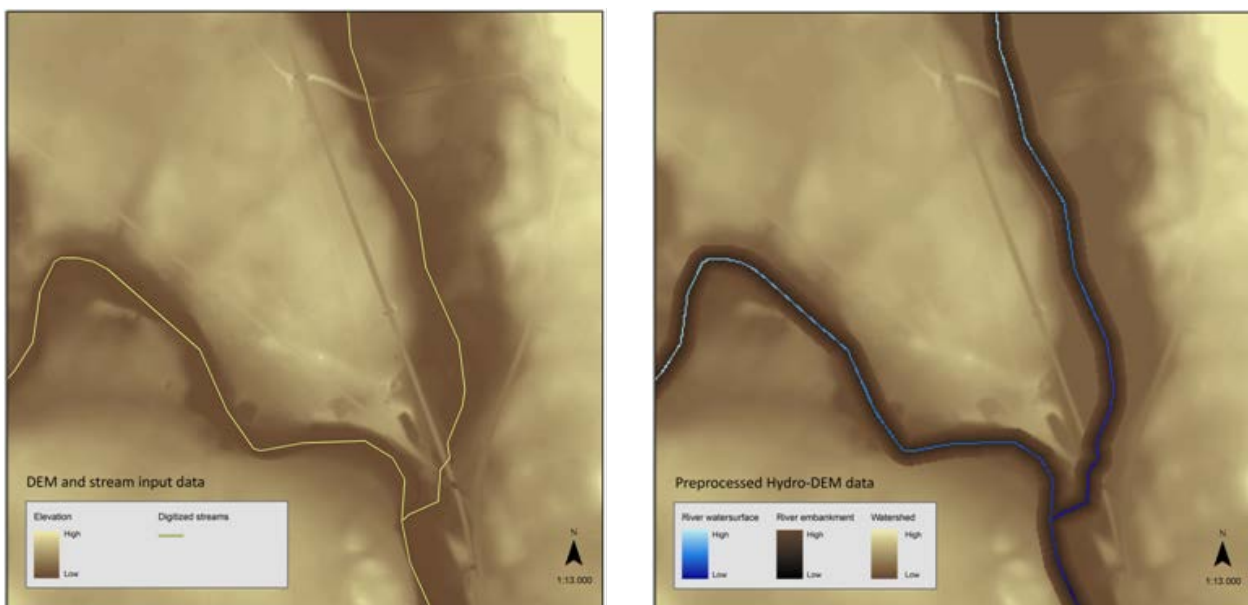 DEM and stream input data
Elevation Digitized streams
High
Low
N
1:13.000
Preprocessed Hydro-DEM data
River watersurface River embankment Watershed
High High High
Low Low Low
N
1:13.000